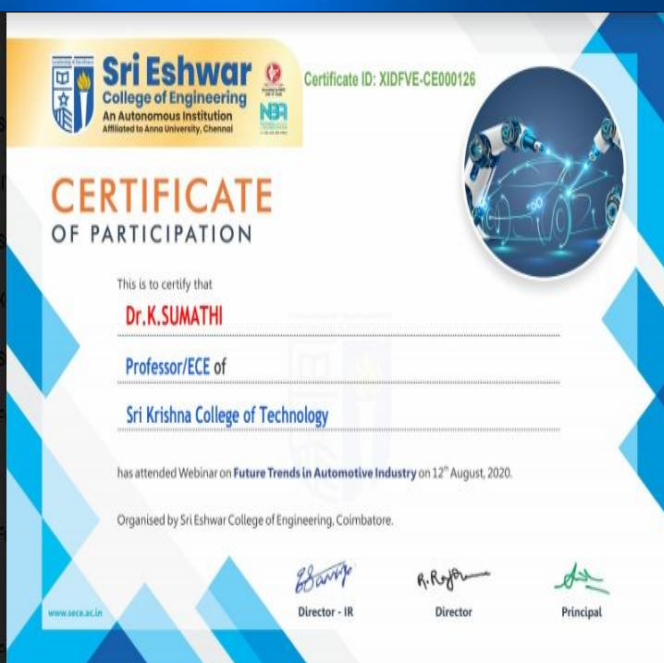 Sri Eshwar
College of Engineering
An Autonomous Institution
Affiliated to Anna University, Chennai
NBA
Certificate ID: XIDFVE-CE000126
CERTIFICATE
OF PARTICIPATION
This is to certify that
Dr.K.SUMATHI
Professor/ECE of
Sri Krishna College of Technology
has attended Webinar on Future Trends in Automotive Industry on 12th August, 2020.
Organised by Sri Eshwar College of Engineering, Coimbatore.
Director - IR
Director
Principal
www.sece.ac.in